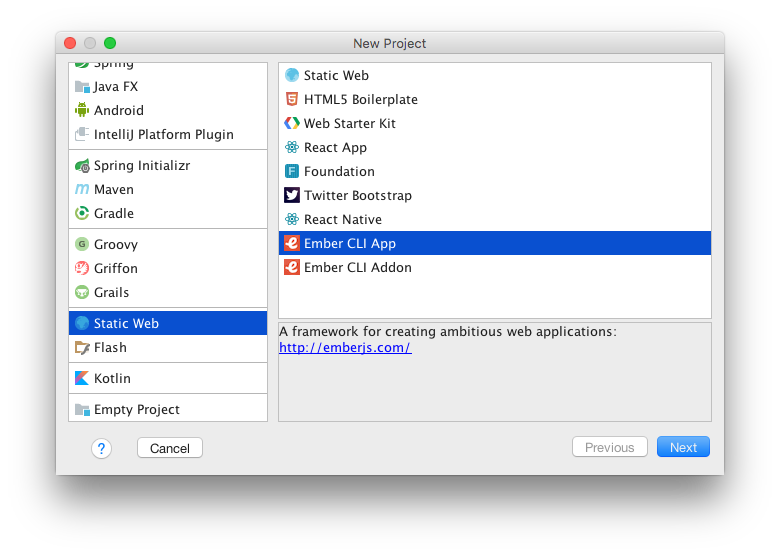 New Project
Spring
Java FX
Android
IntelliJ Platform Plugin
Spring Initializr
Maven
Gradle
Groovy
Griffon
Grails
Static Web
Flash
Kotlin
Empty Project
Static Web
HTML5 Boilerplate
Web Starter Kit
React App
Foundation
Twitter Bootstrap
React Native
Ember CLI App
Ember CLI Addon
A framework for creating ambitious web applications:
http://emberjs.com/
? Cancel Previous Next